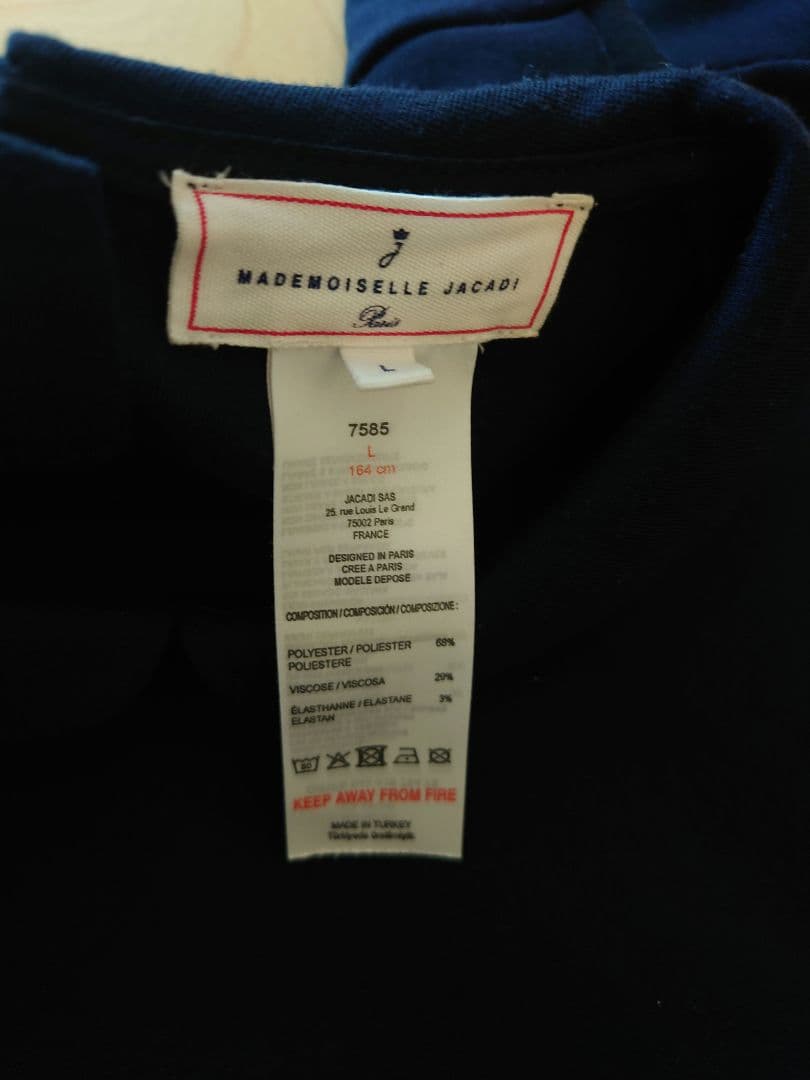 J
MADEMOISELLE JACADI
Paris
L
7585
L
164 cm
JACADI SAS
25, rue Louis Le Grand
75002 Paris
FRANCE
DESIGNED IN PARIS
CREE A PARIS
MODELE DEPOSE
COMPOSITION / COMPOSICIÓN / COMPOSIZIONE :
POLYESTER / POLIESTER 68%
POLIESTERE
VISCOSE / VISCOSA 29%
ÉLASTHANNE / ELASTANE 3%
ELASTAN
KEEP AWAY FROM FIRE
MADE IN TURKEY